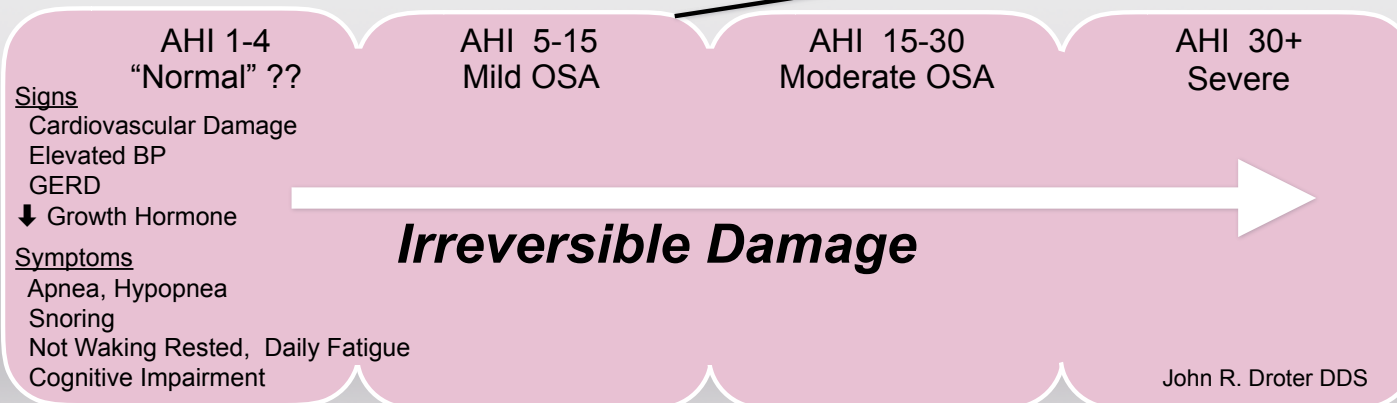 AHI 1-4
“Normal” ??
AHI 5-15
Mild OSA
AHI 15-30
Moderate OSA
AHI 30+
Severe
Signs
Cardiovascular Damage
Elevated BP
GERD
⬇ Growth Hormone
Symptoms
Apnea, Hypopnea
Snoring
Not Waking Rested, Daily Fatigue
Cognitive Impairment
Irreversible Damage
John R. Droter DDS